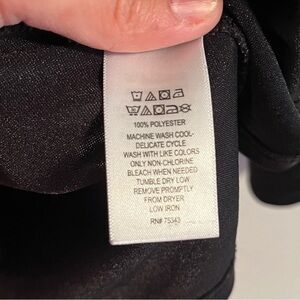 100% POLYESTER
MACHINE WASH COOL-
DELICATE CYCLE
WASH WITH LIKE COLORS
ONLY NON-CHLORINE
BLEACH WHEN NEEDED
TUMBLE DRY LOW
REMOVE PROMPTLY
FROM DRYER
LOW IRON
RN# 75343